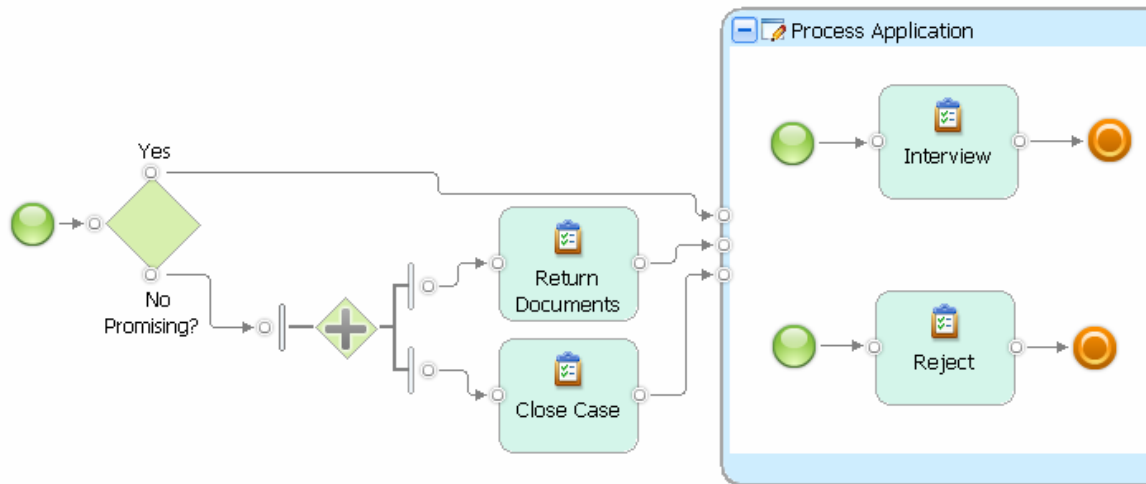 Process Application
Interview
Yes
Return
Documents
No
Promising?
Reject
Close Case